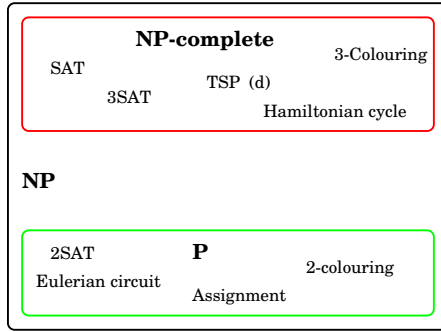 NP-complete
3-Colouring
SAT
TSP (d)
3SAT
Hamiltonian cycle
NP
2SAT
P
2-colouring
Eulerian circuit
Assignment